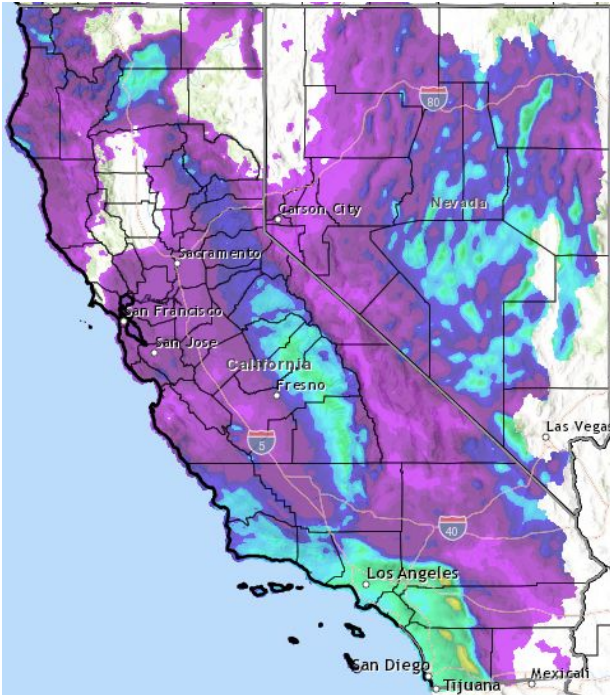 80
Nevada
Carson City
Sacramento
San Francisco
San Jose
California
Fresno
5
Las Vegas
40
Los Angeles
San Diego
Tijuana
Mexicali